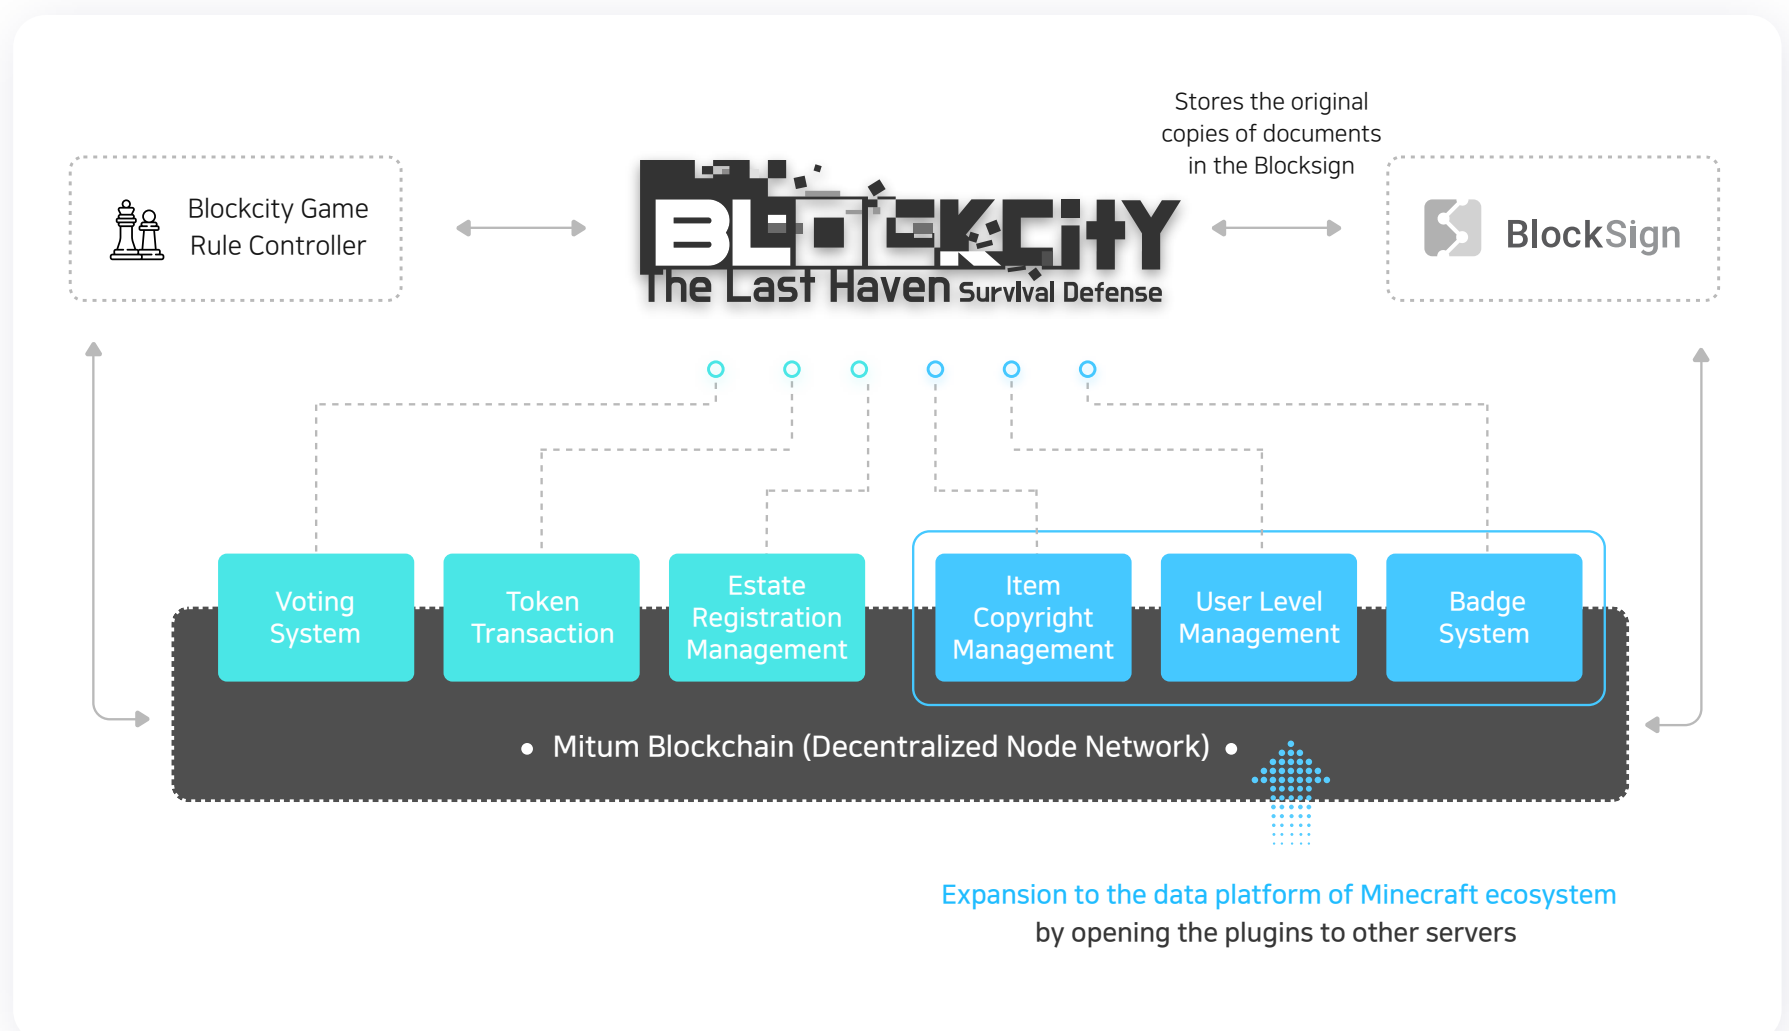 Stores the original
copies of documents
in the Blocksign
Blockcity Game
Rule Controller
BLOCKCitY
The Last Haven Survival Defense
BlockSign
Voting
System
Token
Transaction
Estate
Registration
Management
Item
Copyright
Management
User Level
Management
Badge
System
• Mitum Blockchain (Decentralized Node Network) •
Expansion to the data platform of Minecraft ecosystem
by opening the plugins to other servers